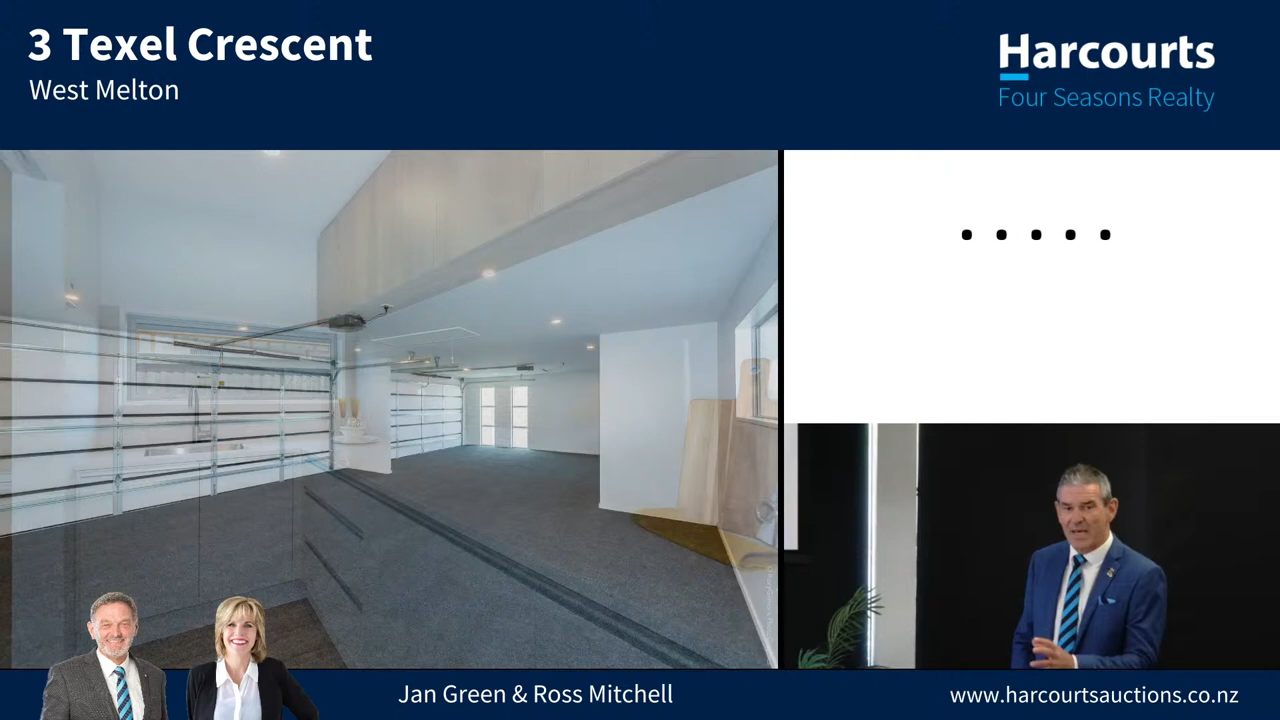 3 Texel Crescent
West Melton
Harcourts
Four Seasons Realty
.....
Jan Green & Ross Mitchell
www.harcourtsauctions.co.nz